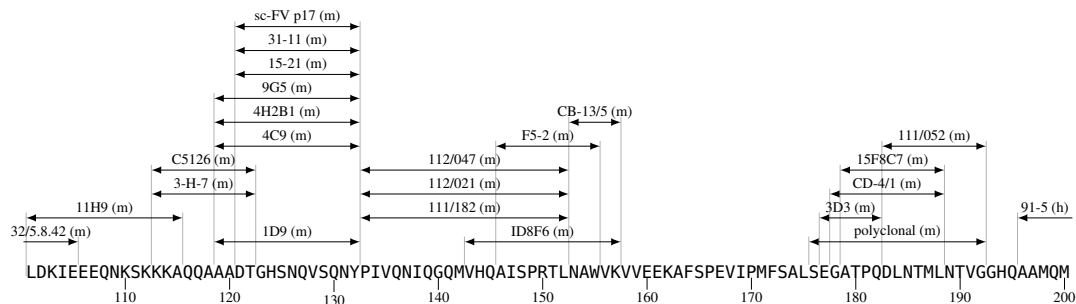 sc-FV p17 (m)
31-11 (m)
15-21 (m)
9G5 (m)
4H2B1 (m)
CB-13/5 (m)
4C9 (m)
F5-2 (m)
111/052 (m)
C5126 (m)
112/047 (m)
15F8C7 (m)
3-H-7 (m)
112/021 (m)
CD-4/1 (m)
11H9 (m)
111/182 (m)
3D3 (m)
91-5 (h)
32/5.8.42 (m)
1D9 (m)
ID8F6 (m)
polyclonal (m)
LDKIEEEQNKSKKKAQQAAADTGHSNQVSQNYPIVQNIQGQMVHQAISPRTLNAWVKVVEEKAFSPEVIPMFSALSEGATPQDLNTMLNTVGGHQAAMQM
110 120 130 140 150 160 170 180 190 200